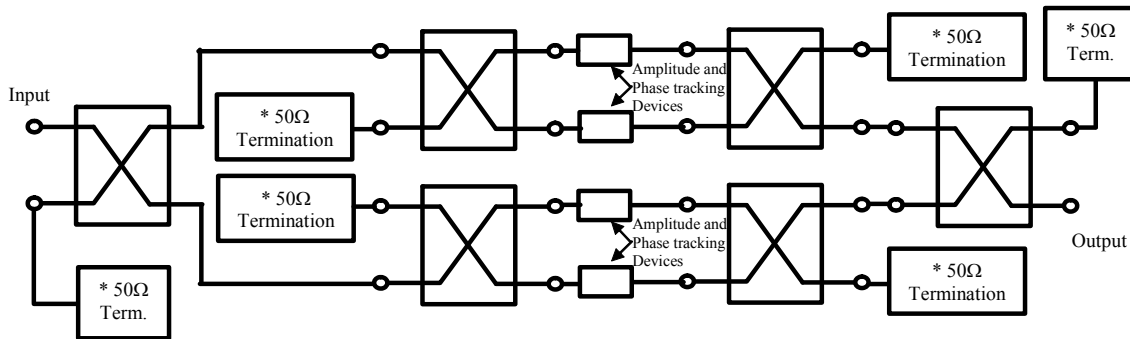 * 50Ω
Termination
* 50Ω
Term.
Input
Amplitude and
Phase tracking
Devices
* 50Ω
Termination
* 50Ω
Termination
Amplitude and
Phase tracking
Devices
Output
* 50Ω
Term.
* 50Ω
Termination